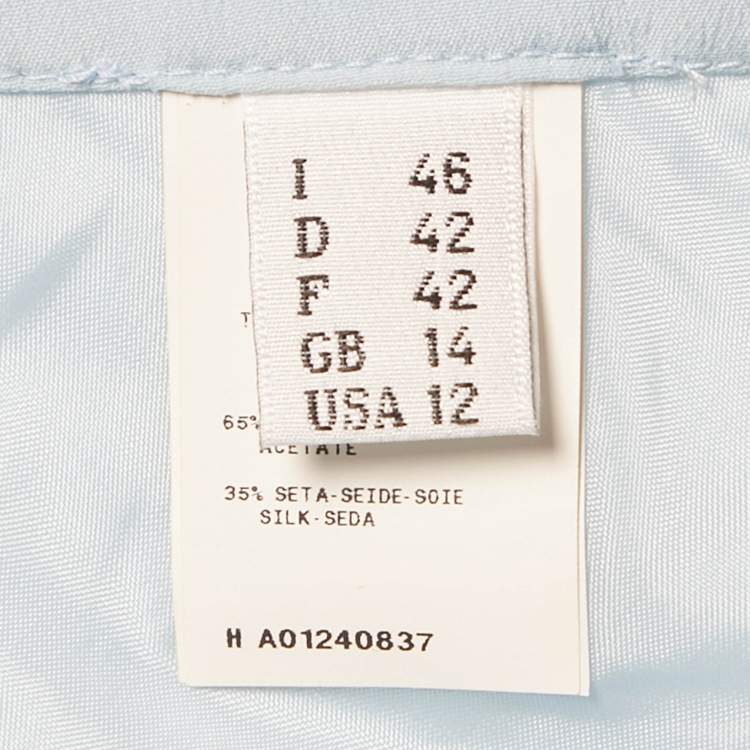 I 46
D 42
F 42
GB 14
USA 12
65%
ACETATE
35% SETA-SEIDE-SOIE
SILK-SEDA
H A01240837